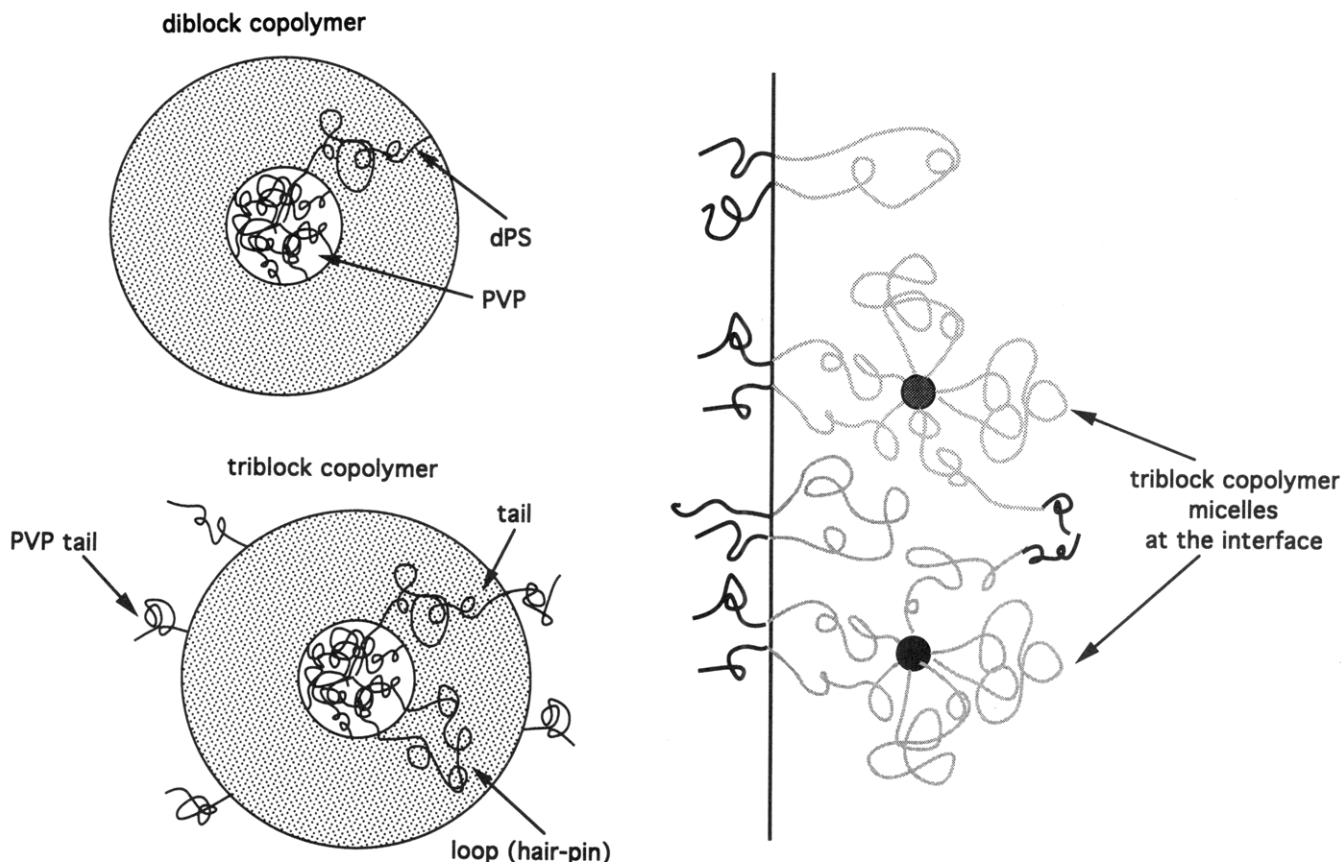 diblock copolymer
dPS
PVP
triblock copolymer
tail
PVP tail
loop (hair-pin)
triblock copolymer
micelles
at the interface